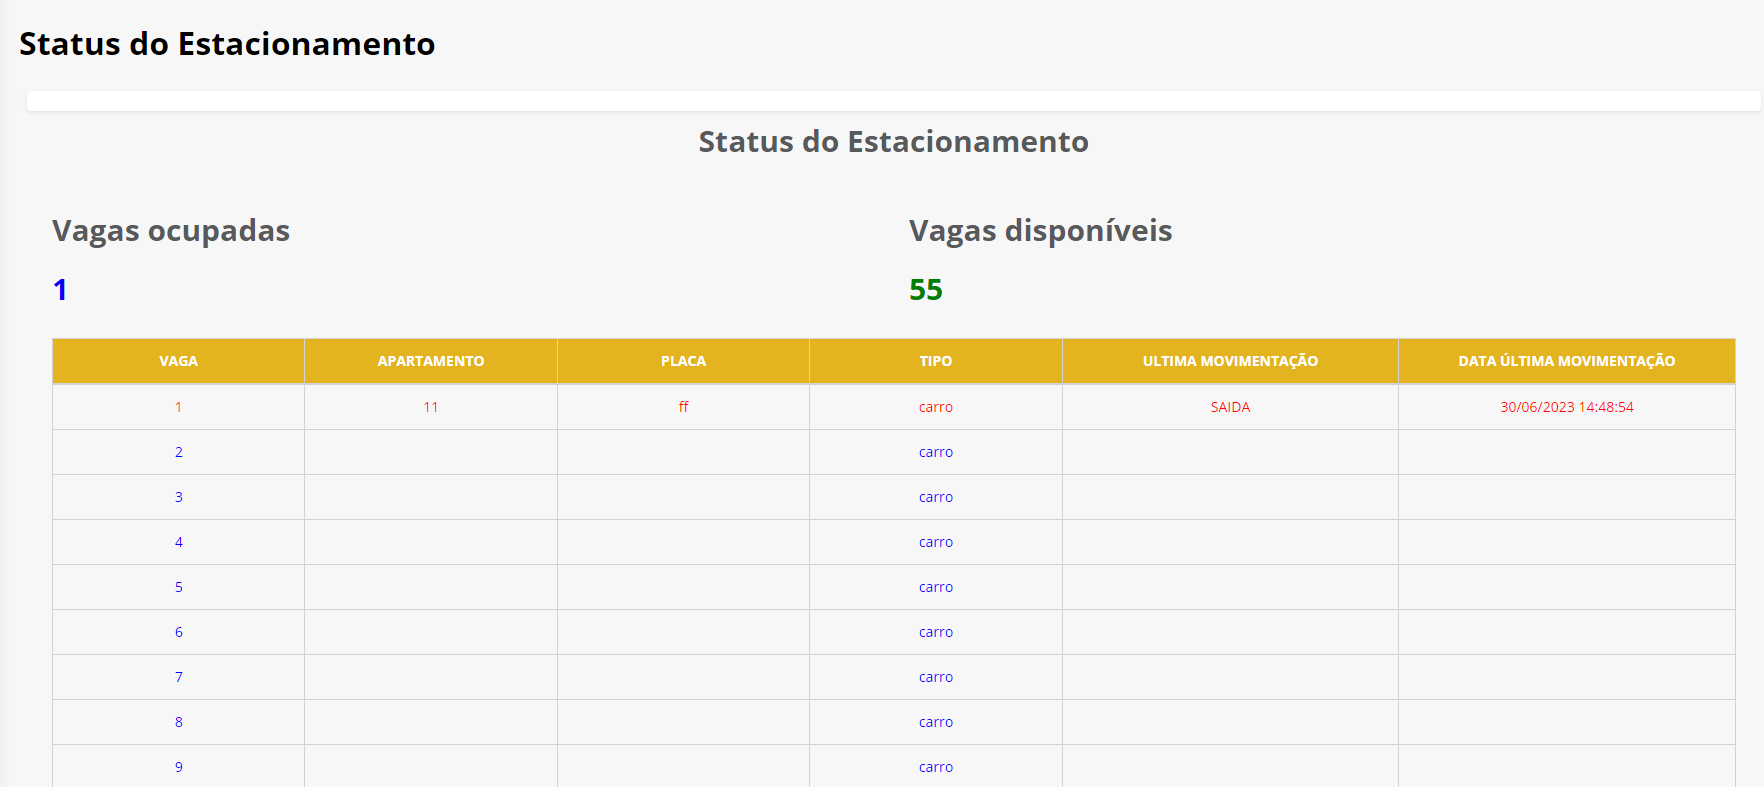 Status do Estacionamento
Status do Estacionamento
Vagas ocupadas Vagas disponíveis
1 55
VAGA APARTAMENTO PLACA TIPO ULTIMA MOVIMENTAÇÃO DATA ÚLTIMA MOVIMENTAÇÃO
1 11 ff carro SAIDA 30/06/2023 14:48:54
2 carro
3 carro
4 carro
5 carro
6 carro
7 carro
8 carro
9 carro